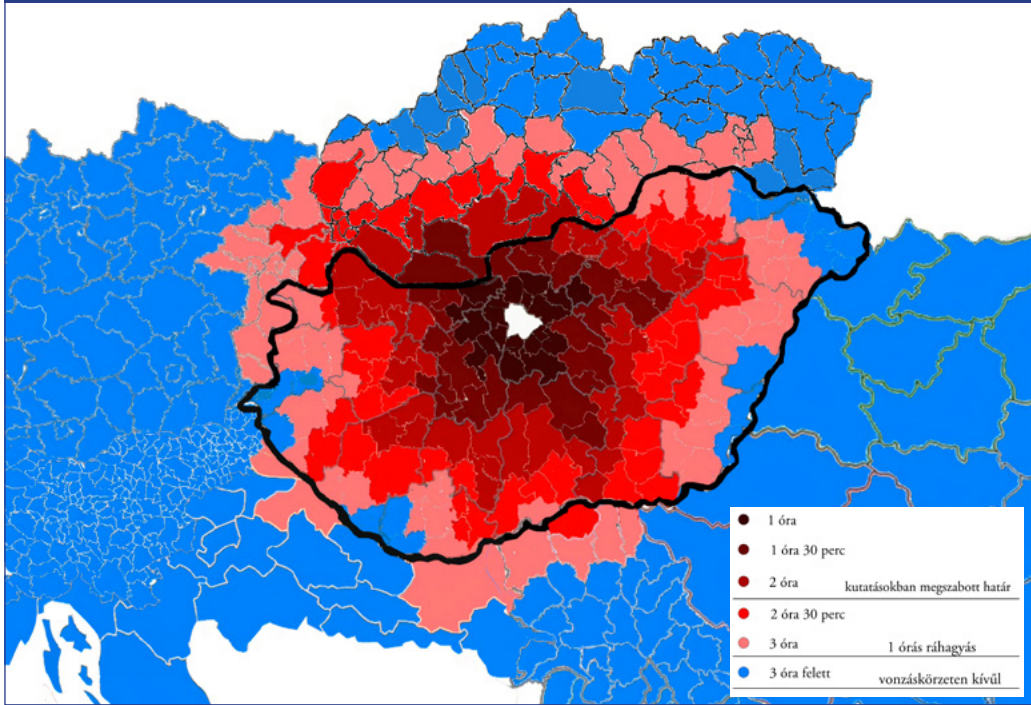 1 óra
1 óra 30 perc
2 óra kutatásokban megszabott határ
2 óra 30 perc
3 óra 1 órás ráhagyás
3 óra felett vonzáskörzeten kívűl